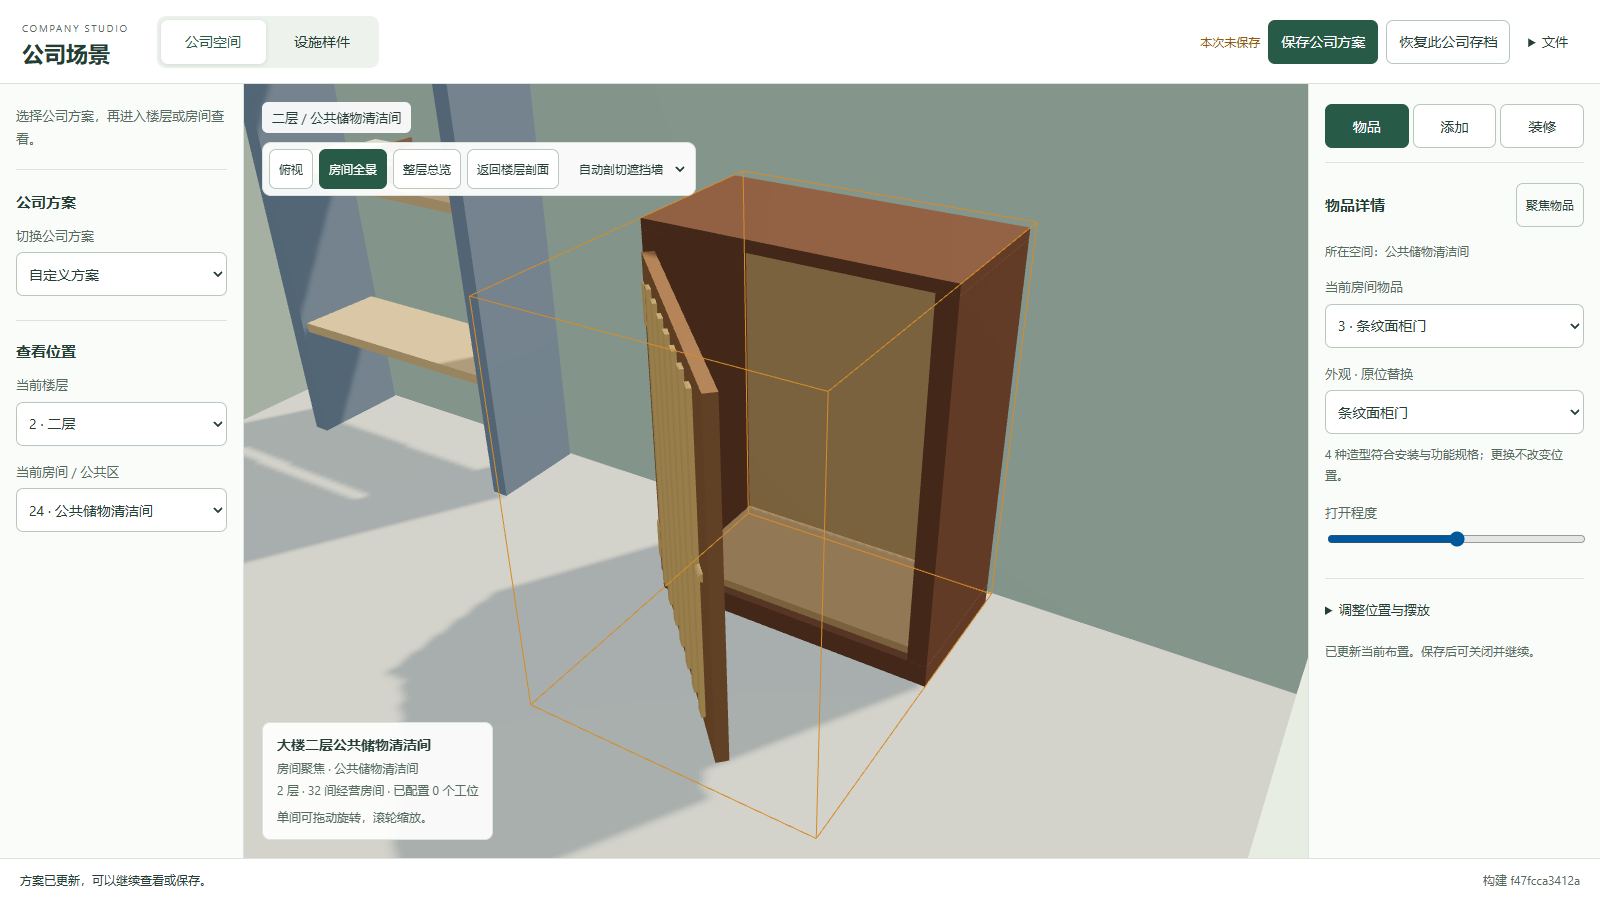 COMPANY STUDIO
公司场景
公司空间
设施样件
本次未保存
保存公司方案
恢复此公司存档
▶ 文件
选择公司方案，再进入楼层或房间查看。
公司方案
切换公司方案
自定义方案
查看位置
当前楼层
2 · 二层
当前房间 / 公共区
24 · 公共储物清洁间
二层 / 公共储物清洁间
俯视
房间全景
整层总览
返回楼层剖面
自动剖切遮挡墙
大楼二层公共储物清洁间
房间聚焦 · 公共储物清洁间
2 层 · 32 间经营房间 · 已配置 0 个工位
单间可拖动旋转，滚轮缩放。
物品
添加
装修
物品详情
聚焦物品
所在空间：公共储物清洁间
当前房间物品
3 · 条纹面柜门
外观 · 原位替换
条纹面柜门
4 种造型符合安装与功能规格；更换不改变位置。
打开程度
▶ 调整位置与摆放
已更新当前布置。保存后可关闭并继续。
方案已更新，可以继续查看或保存。
构建 f47fcca3412a